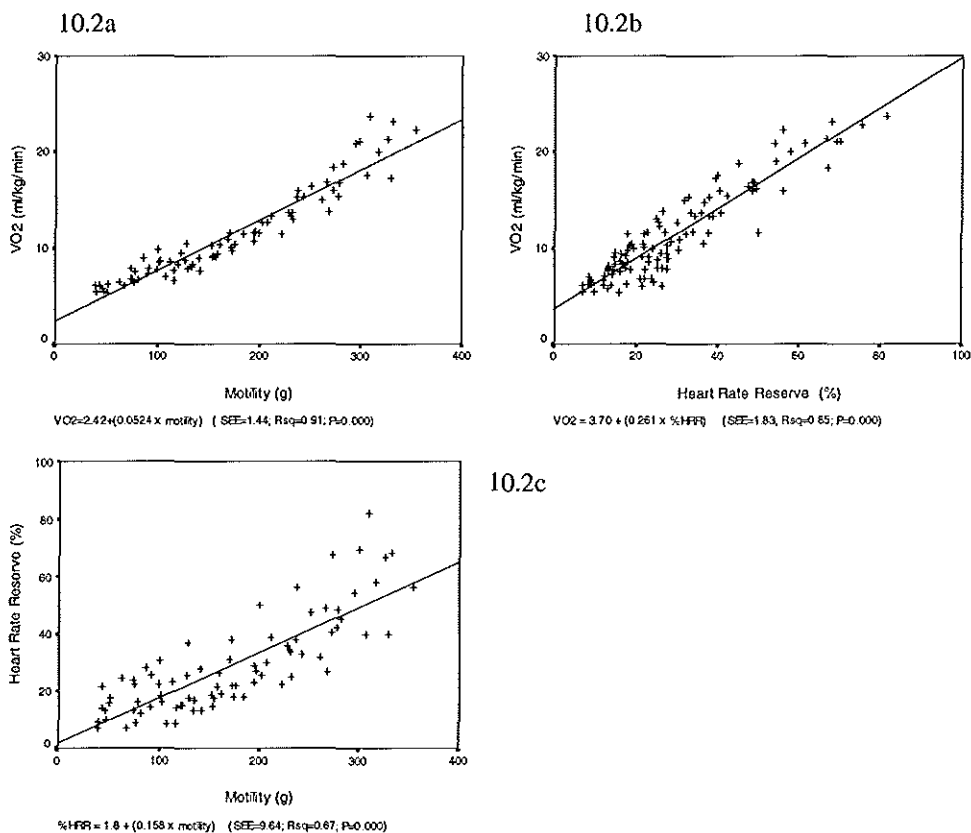 10.2a
10.2b
30
20
10
0
VO2 (ml/kg/min)
0 100 200 300 400
Motility (g)
VO2=2.42+(0.0524 x motility) (SEE=1.44; Rsq=0.91; P=0.000)
30
20
10
0
VO2 (ml/kg/min)
0 20 40 60 80 100
Heart Rate Reserve (%)
VO2 = 3.70 + (0.261 x %HRR) (SEE=1.83, Rsq=0.85; P=0.000)
10.2c
100
80
60
40
20
0
Heart Rate Reserve (%)
0 100 200 300 400
Motility (g)
%HRR = 1.8 + (0.158 x motility) (SEE=9.64; Rsq=0.67; P=0.000)